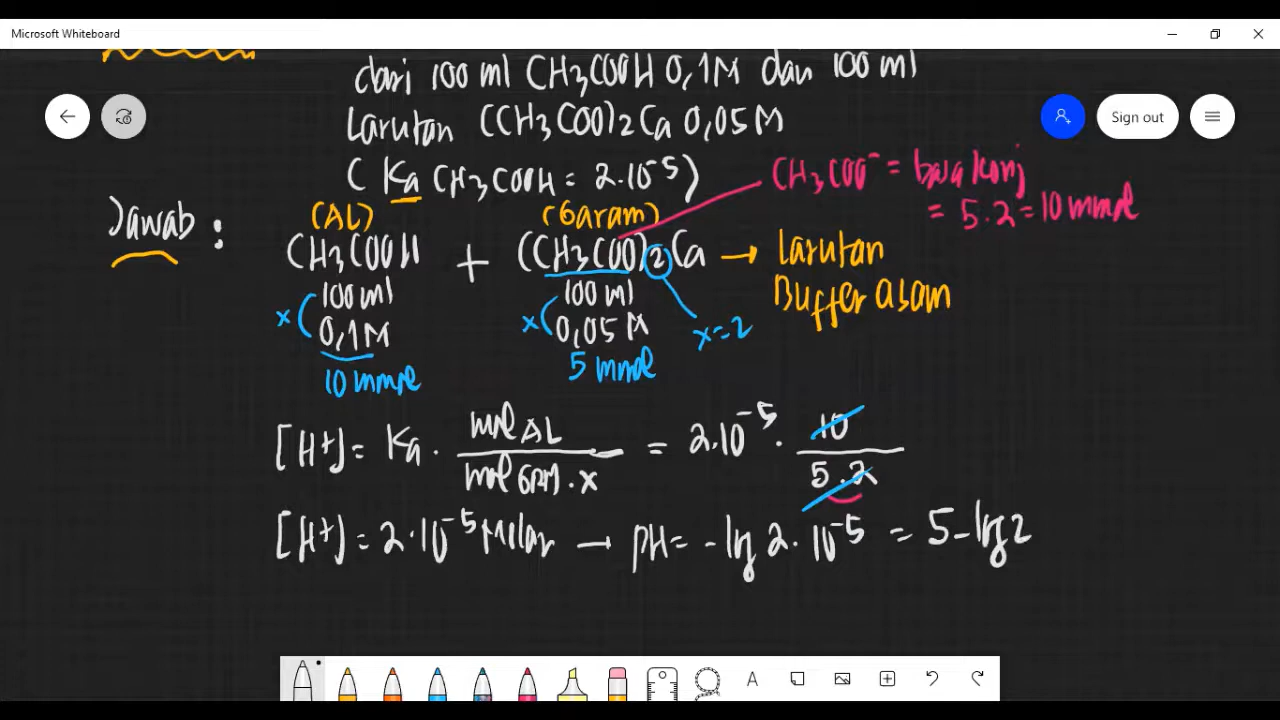 Microsoft Whiteboard
dari 100 ml CH3COOH 0,1M dan 100 ml
Sign out
Larutan (CH3COO)2Ca 0,05M
( Ka CH3COOH = 2.10⁻⁵)
CH3COO⁻ = basa konj
= 5.2 = 10 mmol
Jawab :
(AL)
(Garam)
CH3COOH + (CH3COO)2Ca → Larutan
Buffer asam
100 ml
100 ml
x ( 0,1M
x ( 0,05 M
x=2
10 mmol
5 mmol
[H+] = Ka . mol AL / mol GRM . x = 2.10⁻⁵ . 10 / 5.2
[H+] = 2.10⁻⁵ Molar → pH = -log 2.10⁻⁵ = 5-log2
A